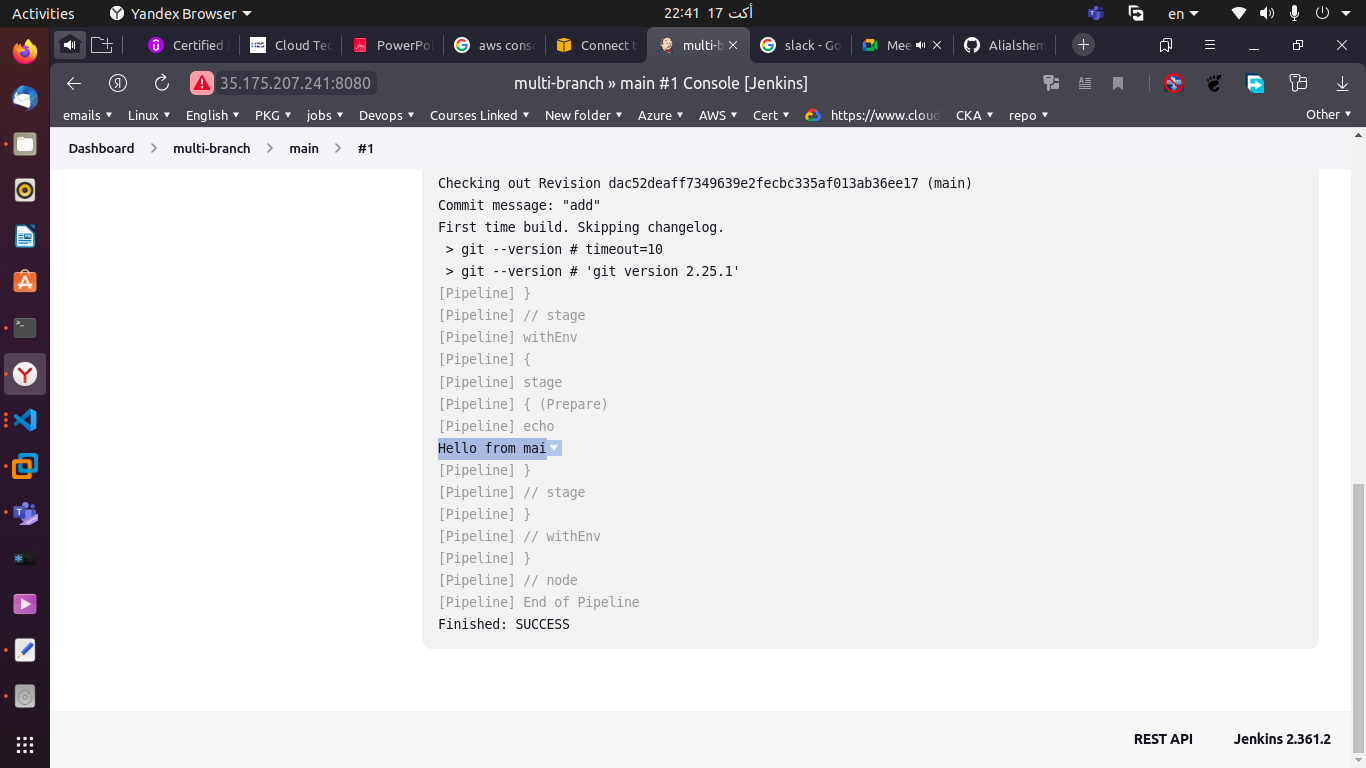 Activities
Yandex Browser
22:41 17 أكت
en
Certified
Cloud Tec
PowerPoi
aws conso
Connect t
multi-b
slack - Go
Mee
Alialshem
35.175.207.241:8080
multi-branch » main #1 Console [Jenkins]
emails
Linux
English
PKG
jobs
Devops
Courses Linked
New folder
Azure
AWS
Cert
https://www.cloud
CKA
repo
Other
Dashboard
multi-branch
main
#1
Checking out Revision dac52deaff7349639e2fecbc335af013ab36ee17 (main)
Commit message: "add"
First time build. Skipping changelog.
> git --version # timeout=10
> git --version # 'git version 2.25.1'
[Pipeline] }
[Pipeline] // stage
[Pipeline] withEnv
[Pipeline] {
[Pipeline] stage
[Pipeline] { (Prepare)
[Pipeline] echo
Hello from mai
[Pipeline] }
[Pipeline] // stage
[Pipeline] }
[Pipeline] // withEnv
[Pipeline] }
[Pipeline] // node
[Pipeline] End of Pipeline
Finished: SUCCESS
REST API
Jenkins 2.361.2